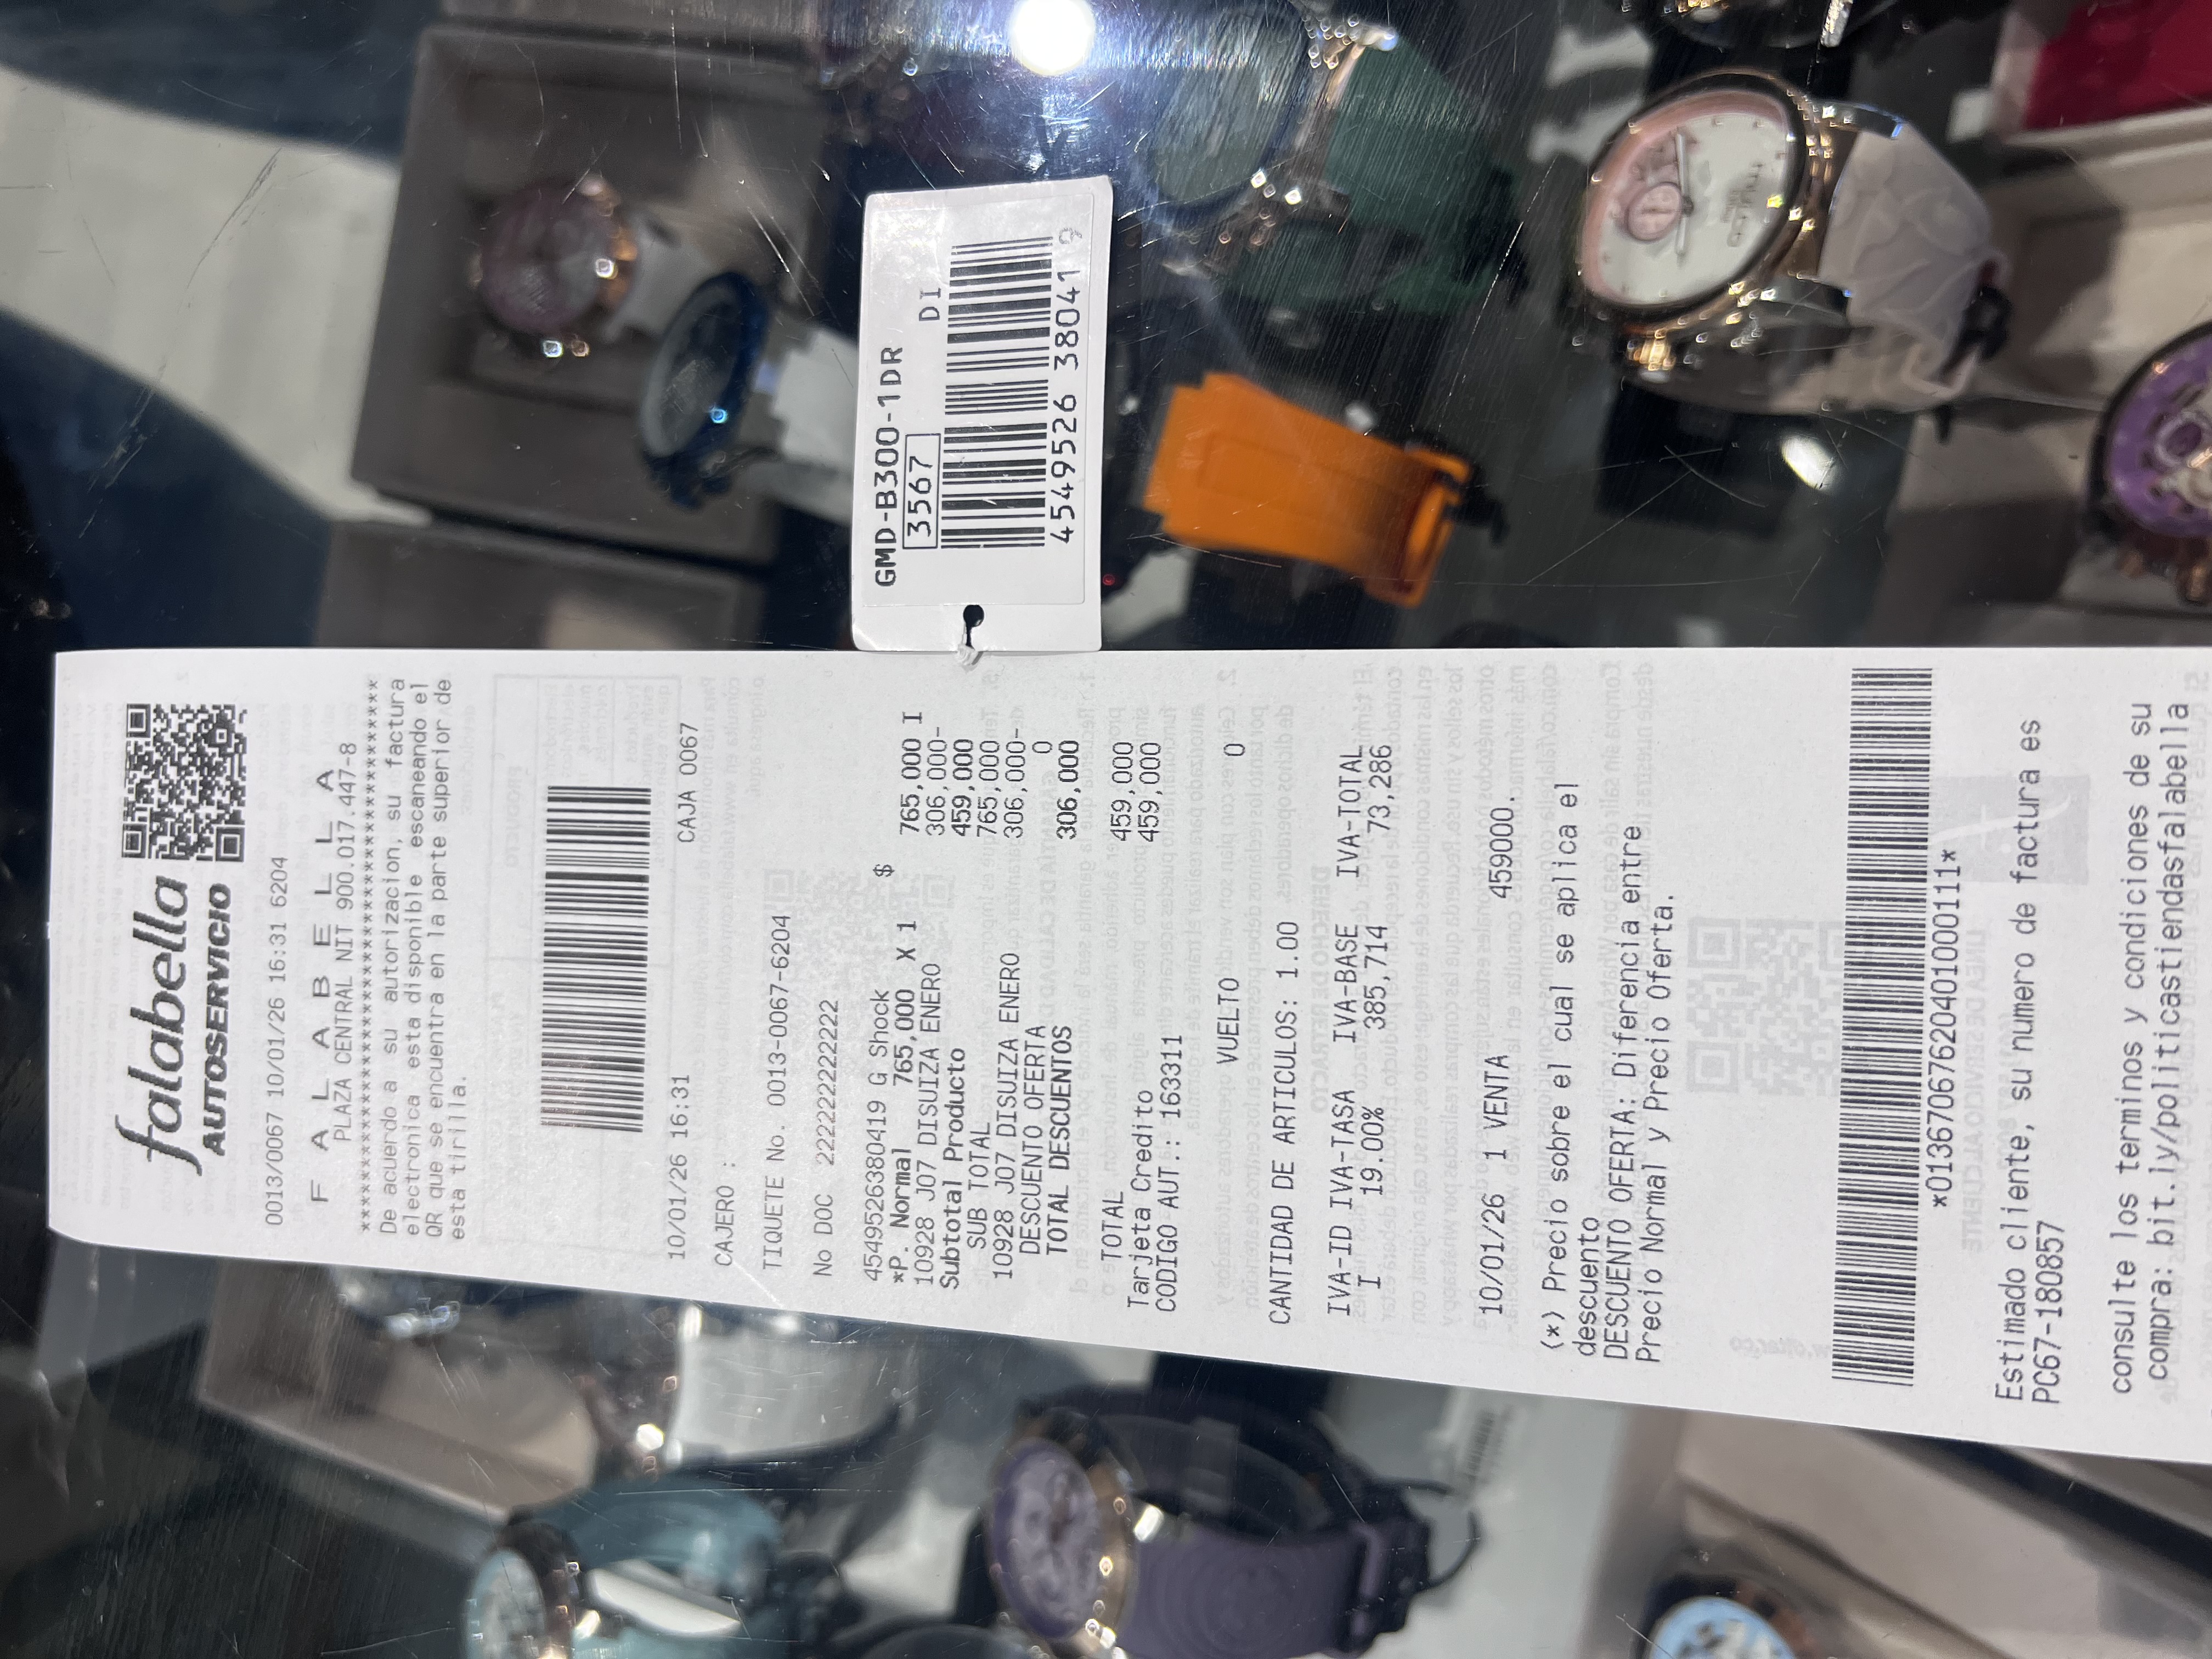 falabella
AUTOSERVICIO
0013/0067 10/01/26 16:31 6204
F A L A B E L L A
PLAZA CENTRAL NIT 900.017.447-8
****************************************
De acuerdo a su autorizacion, su factura
electronica esta disponible escaneando el
QR que se encuentra en la parte superior de
esta tirilla.
10/01/26 16:31 CAJA 0067
CAJERO :
TIQUETE No. 0013-0067-6204
No DOC 222222222222
4549526380419 G Shock $
*P. Normal 765,000 X 1 765,000 I
10928 J07 DISUIZA ENERO 306,000-
Subtotal Producto 459,000
SUB TOTAL 765,000
10928 J07 DISUIZA ENERO 306,000-
DESCUENTO OFERTA 0
TOTAL DESCUENTOS 306,000
TOTAL 459,000
Tarjeta Credito 459,000
CODIGO AUT.: 163311
VUELTO 0
CANTIDAD DE ARTICULOS: 1.00
IVA-ID IVA-TASA IVA-BASE IVA-TOTAL
I 19.00% 385,714 73,286
10/01/26 1 VENTA 459000.
(*) Precio sobre el cual se aplica el
descuento
DESCUENTO OFERTA: Diferencia entre
Precio Normal y Precio Oferta.
*013670676204010000111*
Estimado cliente, su numero de factura es
PC67-180857
consulte los terminos y condiciones de su
compra: bit.ly/politicastiendasfalabella
GMD-B300-1DR
3567 DI
4549526 380419